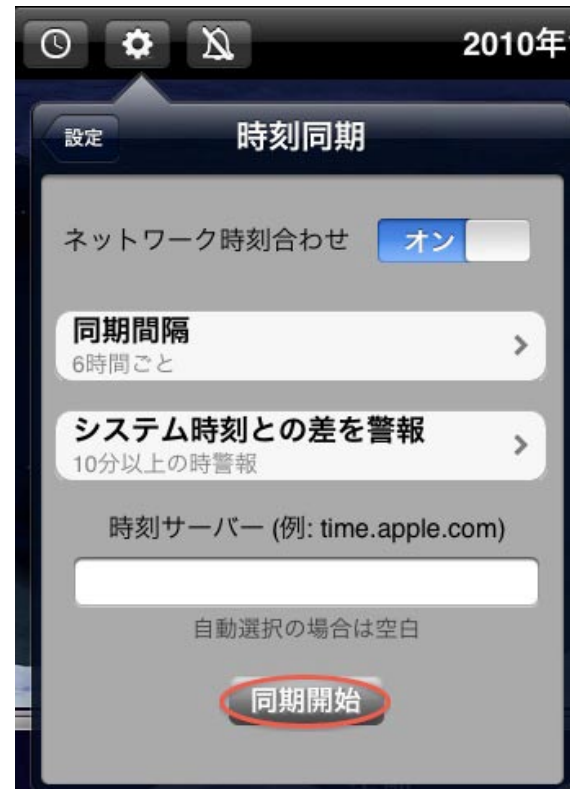 2010年
設定
時刻同期
ネットワーク時刻合わせ
オン
同期間隔
6時間ごと
システム時刻との差を警報
10分以上の時警報
時刻サーバー (例: time.apple.com)
自動選択の場合は空白
同期開始